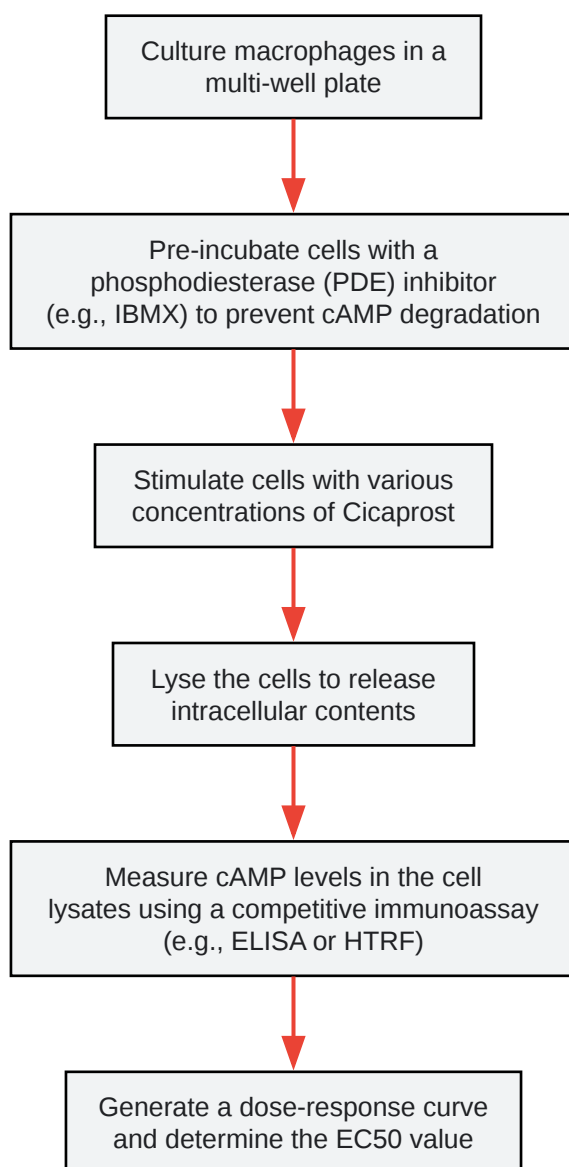 Culture macrophages in a
multi-well plate
Pre-incubate cells with a
phosphodiesterase (PDE) inhibitor
(e.g., IBMX) to prevent cAMP degradation
Stimulate cells with various
concentrations of Cicaprost
Lyse the cells to release
intracellular contents
Measure cAMP levels in the cell
lysates using a competitive immunoassay
(e.g., ELISA or HTRF)
Generate a dose-response curve
and determine the EC50 value